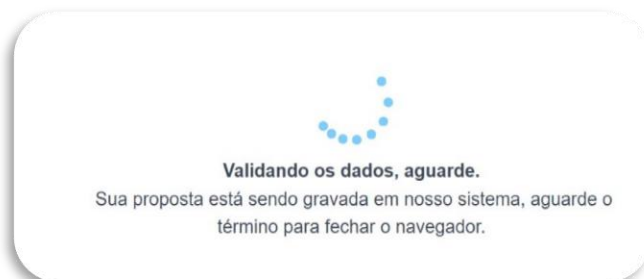 Validando os dados, aguarde.
Sua proposta está sendo gravada em nosso sistema, aguarde o
término para fechar o navegador.